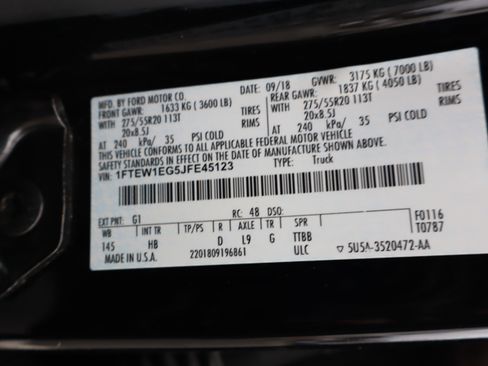 MFD. BY FORD MOTOR CO. DATE: 09/18 GVWR: 3175 KG (7000 LB)
FRONT GAWR: 1633 KG (3600 LB) REAR GAWR: 1837 KG (4050 LB)
WITH 275/55R20 113T TIRES WITH 275/55R20 113T TIRES
20x8.5J RIMS 20x8.5J RIMS
AT 240 kPa/ 35 PSI COLD AT 240 kPa/ 35 PSI COLD
THIS VEHICLE CONFORMS TO ALL APPLICABLE FEDERAL MOTOR VEHICLE
SAFETY STANDARDS IN EFFECT ON THE DATE OF MANUFACTURE SHOWN ABOVE.
VIN: 1FTEW1EG5JFE45123 TYPE: Truck
EXT PNT: G1 RC: 48 DSO: F0116
WB TP/PS R AXLE TR SPR T0787
145 HB D L9 G TTBB
MADE IN U.S.A. 2201809196861 ULC ▽ 5U5A-3520472-AA